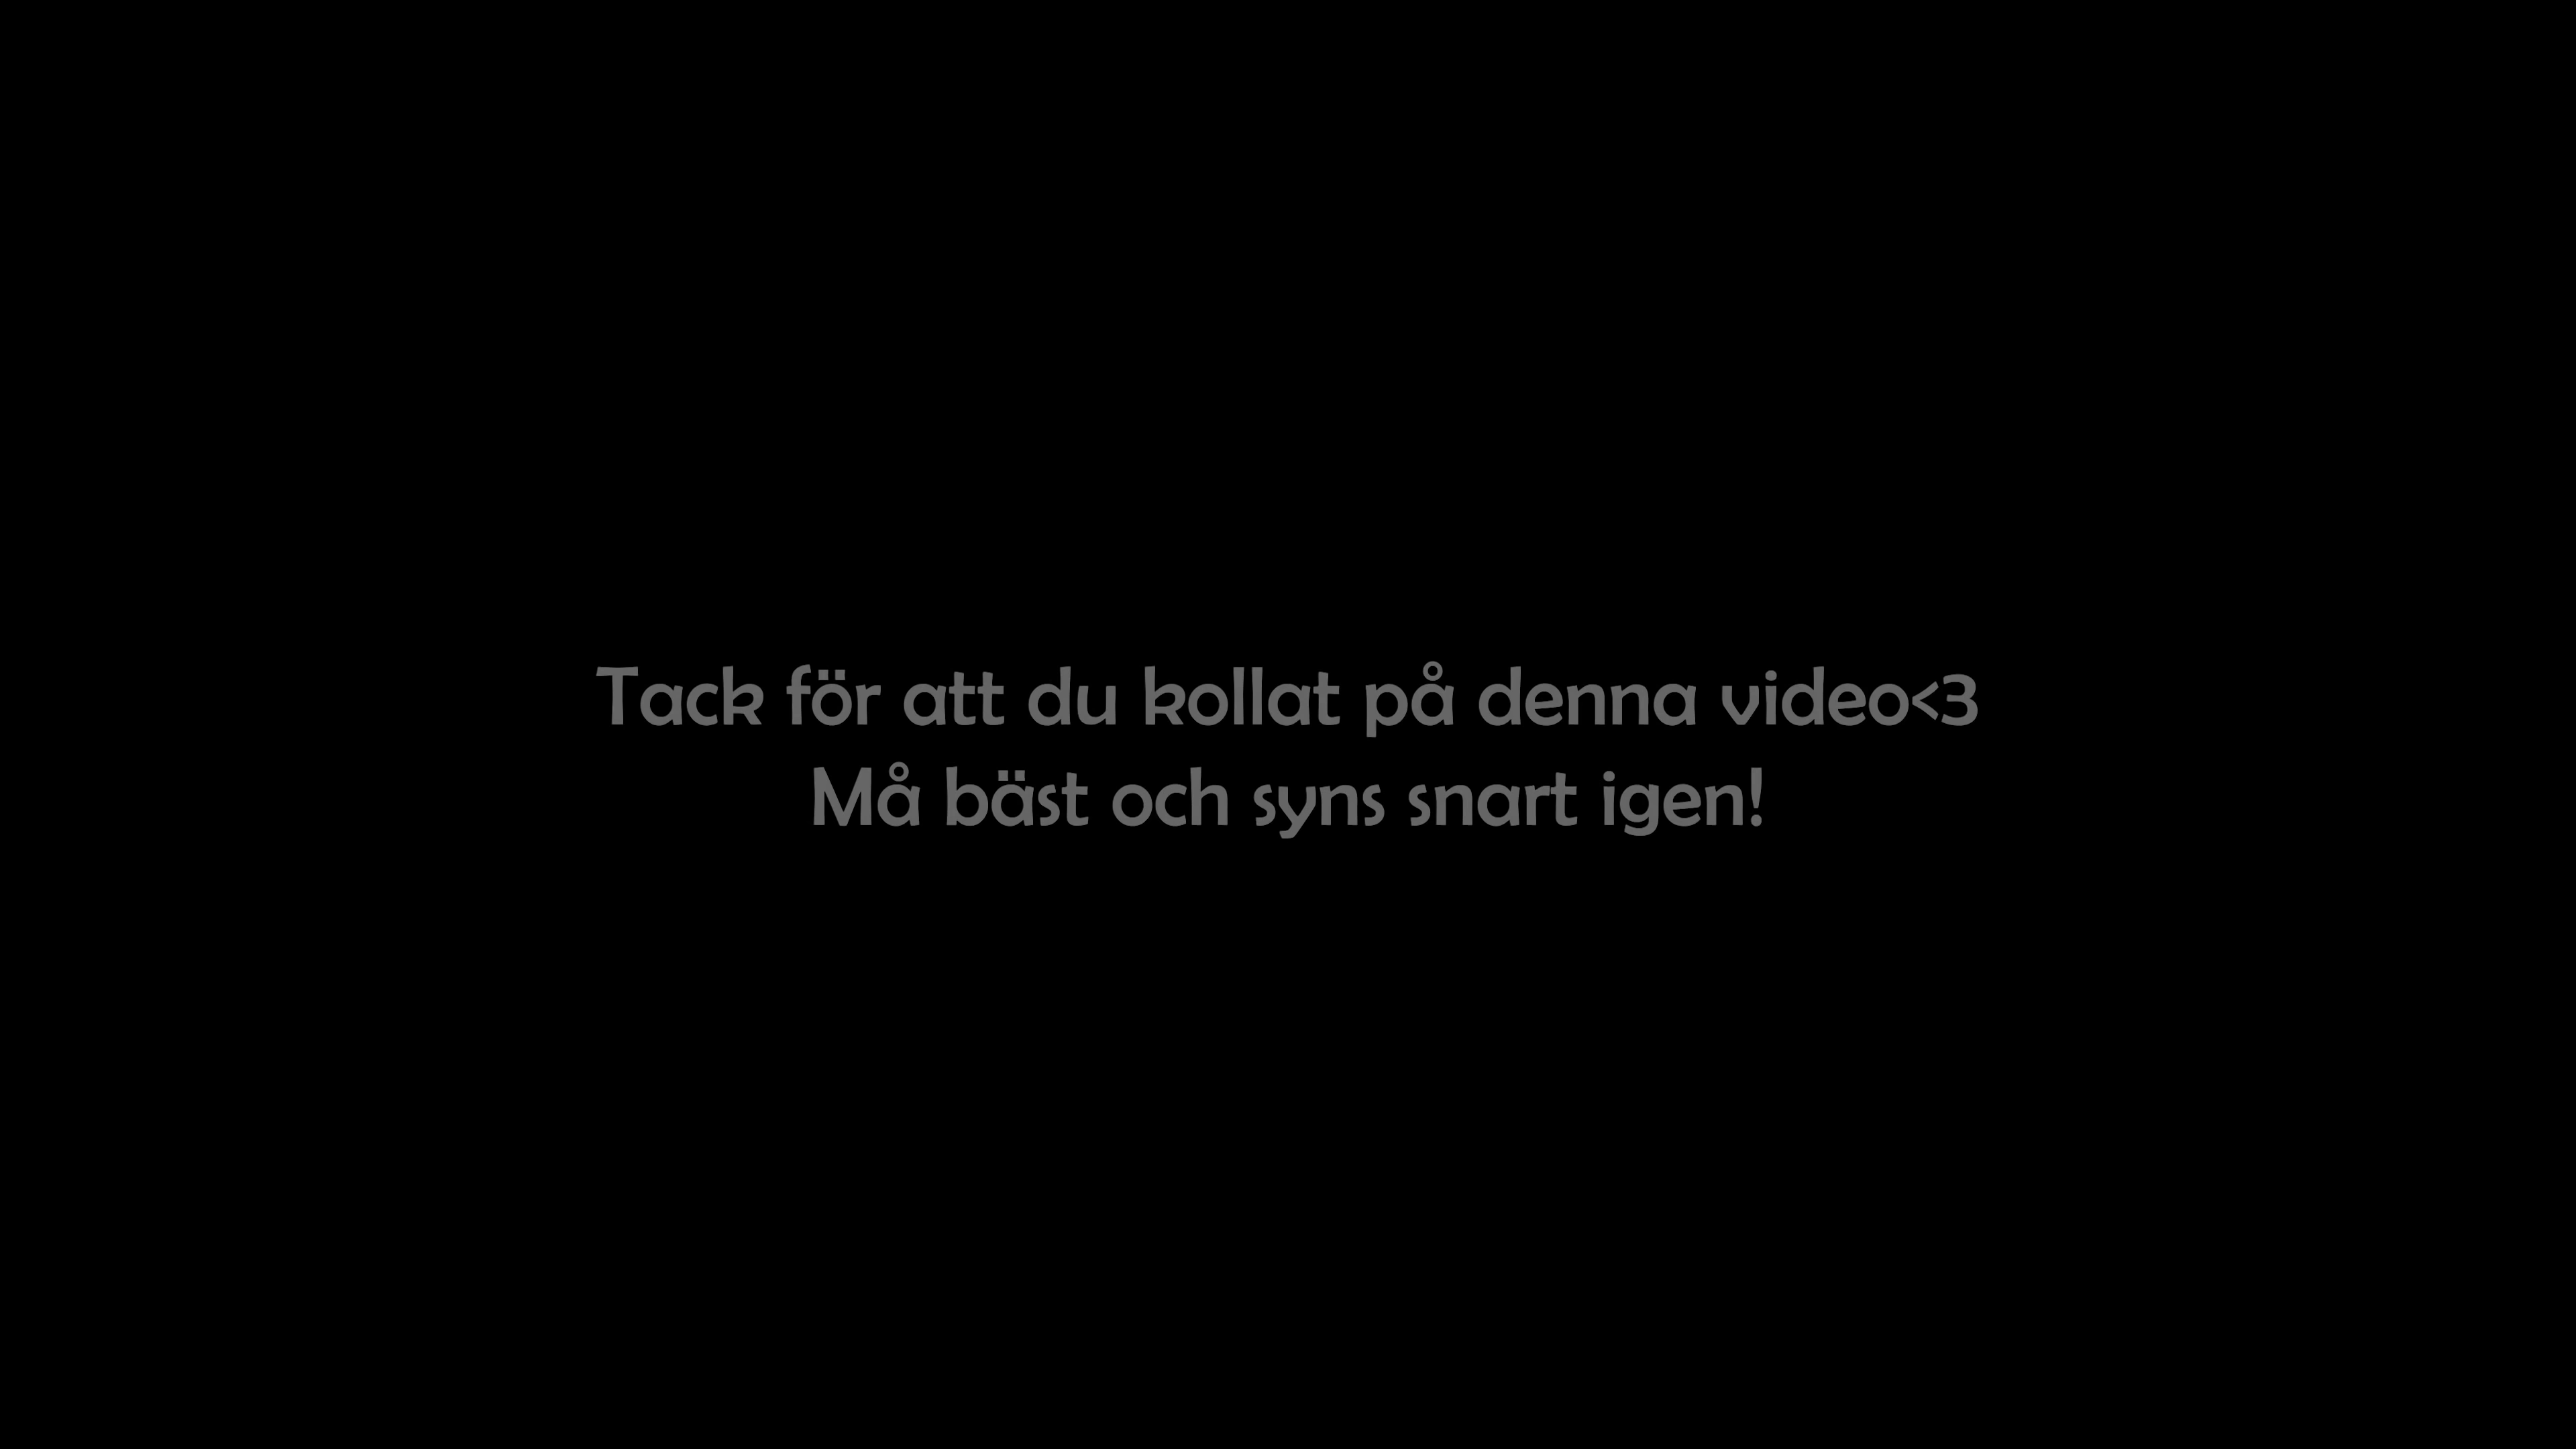 Tack för att du kollat på denna video<3
Må bäst och syns snart igen!